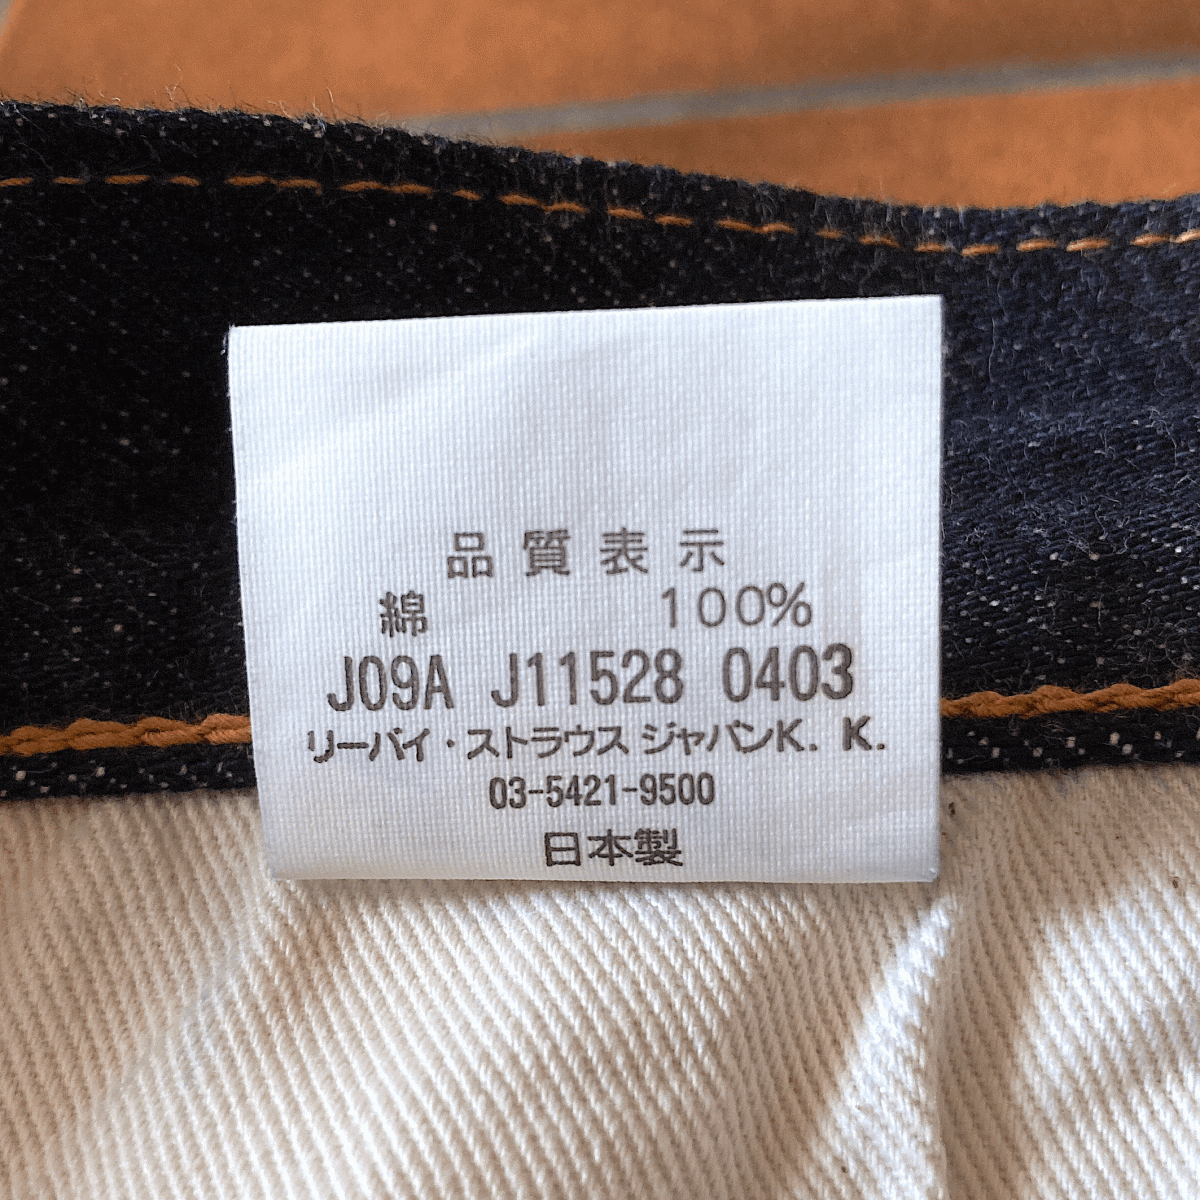 品質表示
綿 100%
J09A J11528 0403
リーバイ・ストラウス ジャパンK. K.
03-5421-9500
日本製